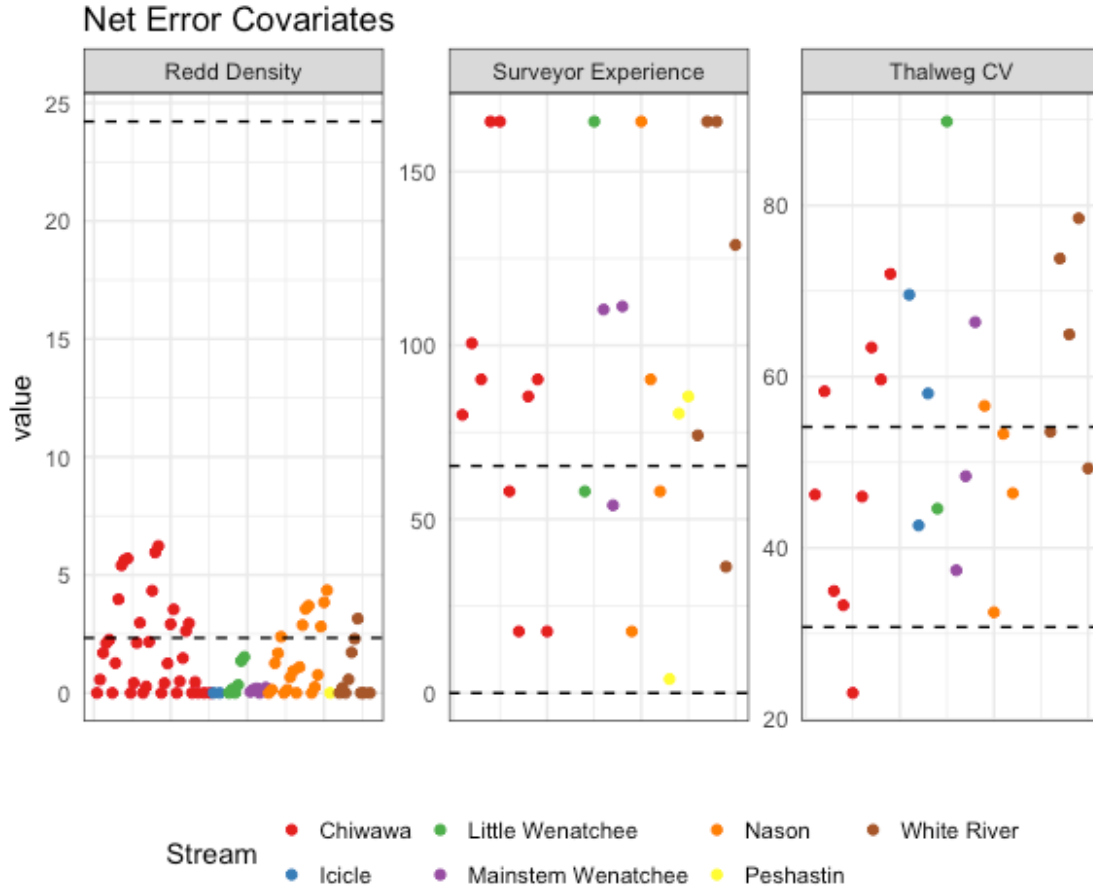 Net Error Covariates
Redd Density
Surveyor Experience
Thalweg CV
value
25
20
15
10
5
0
150
100
50
0
80
60
40
20
Stream
Chiwawa
Little Wenatchee
Nason
White River
Icicle
Mainstem Wenatchee
Peshastin